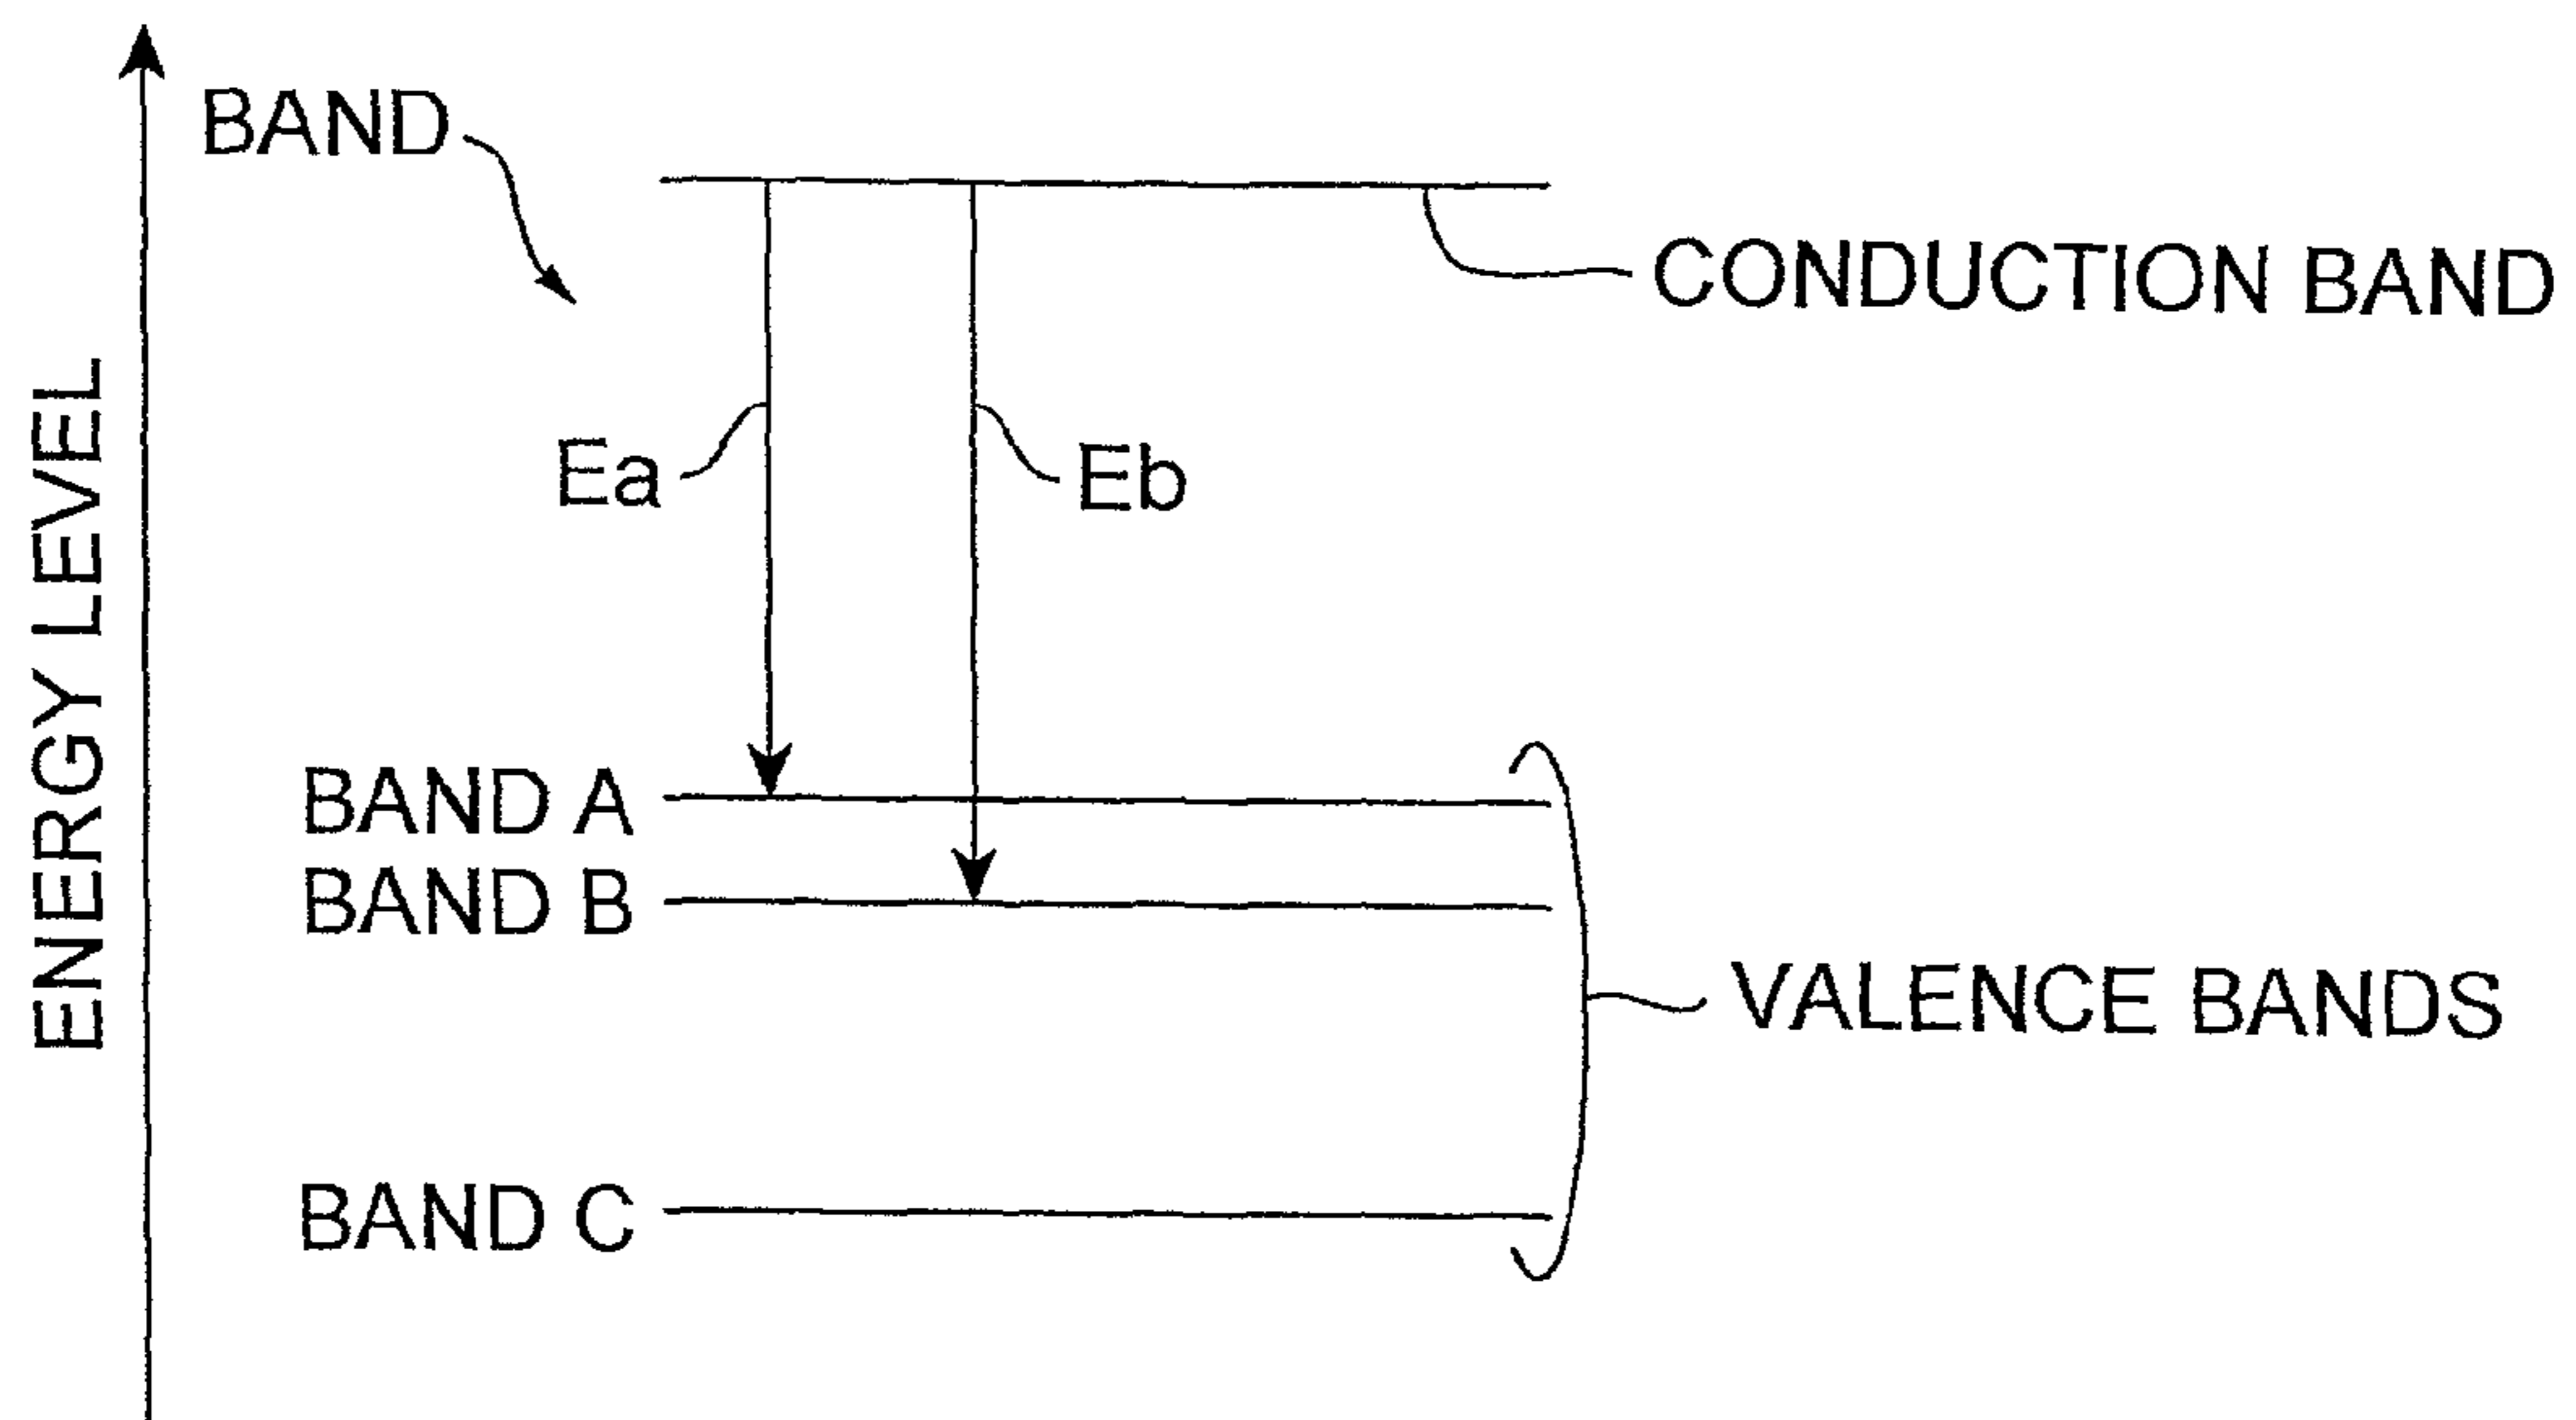 BAND
CONDUCTION BAND
ENERGY LEVEL
Ea
Eb
BAND A
BAND B
VALENCE BANDS
BAND C